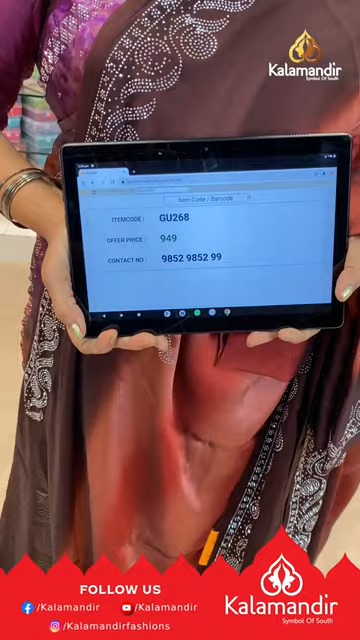 Kalamandir
Symbol Of South
Item Code / Barcode
ITEMCODE : GU268
OFFER PRICE : 949
CONTACT NO : 9852 9852 99
FOLLOW US
/Kalamandir /Kalamandir
/Kalamandirfashions
Kalamandir
Symbol Of South